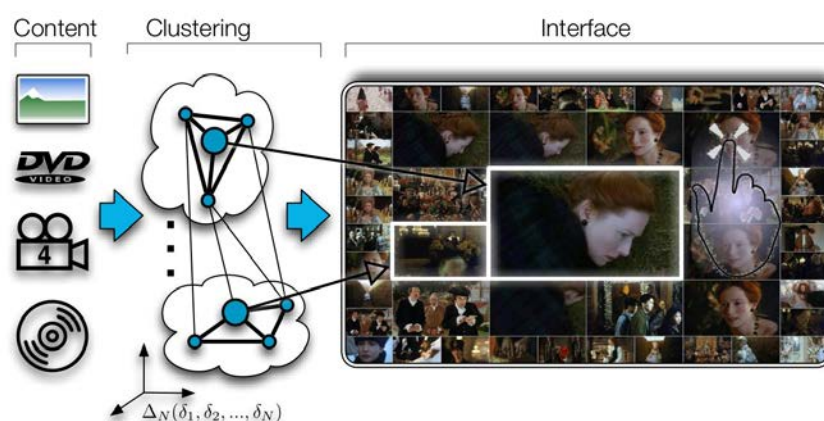 Content
Clustering
Interface
DVD
VIDEO
4
Δ_N(δ_1, δ_2, ..., δ_N)